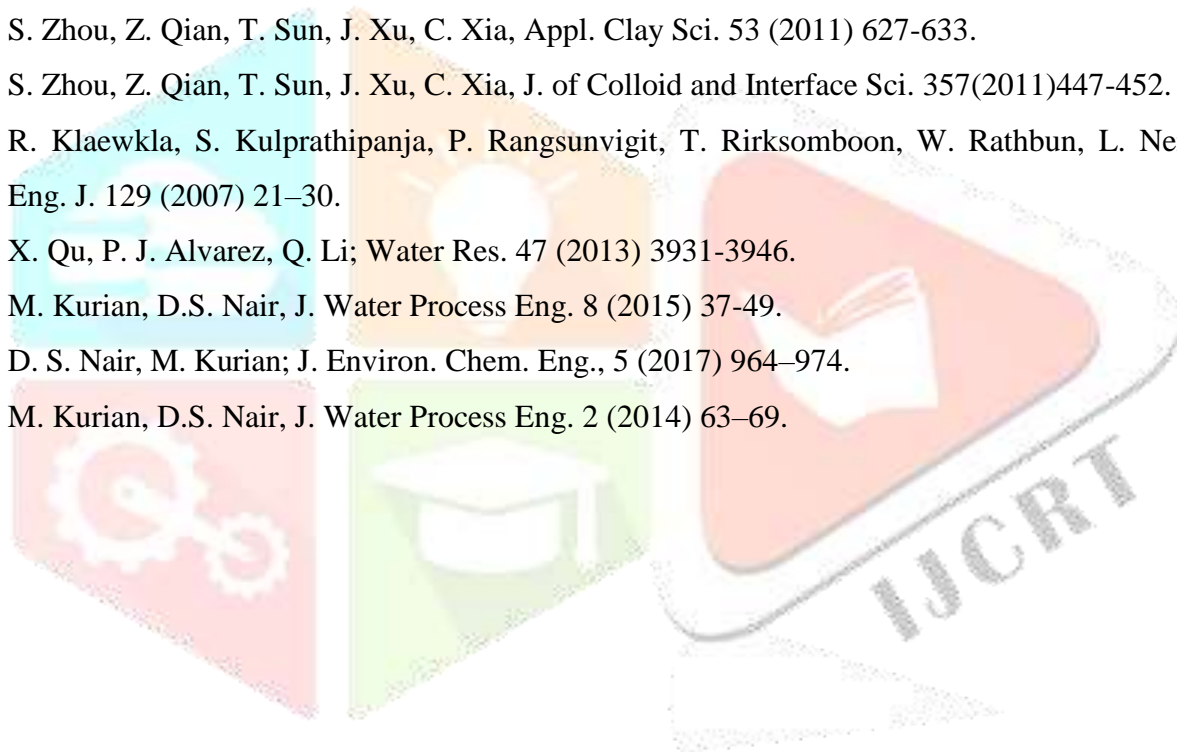 S. Zhou, Z. Qian, T. Sun, J. Xu, C. Xia, Appl. Clay Sci. 53 (2011) 627-633.
S. Zhou, Z. Qian, T. Sun, J. Xu, C. Xia, J. of Colloid and Interface Sci. 357(2011)447-452.
R. Klaewkla, S. Kulprathipanja, P. Rangsunvigit, T. Rirksomboon, W. Rathbun, L. Ne
Eng. J. 129 (2007) 21–30.
X. Qu, P. J. Alvarez, Q. Li; Water Res. 47 (2013) 3931-3946.
M. Kurian, D.S. Nair, J. Water Process Eng. 8 (2015) 37-49.
D. S. Nair, M. Kurian; J. Environ. Chem. Eng., 5 (2017) 964–974.
M. Kurian, D.S. Nair, J. Water Process Eng. 2 (2014) 63–69.
IJCRT